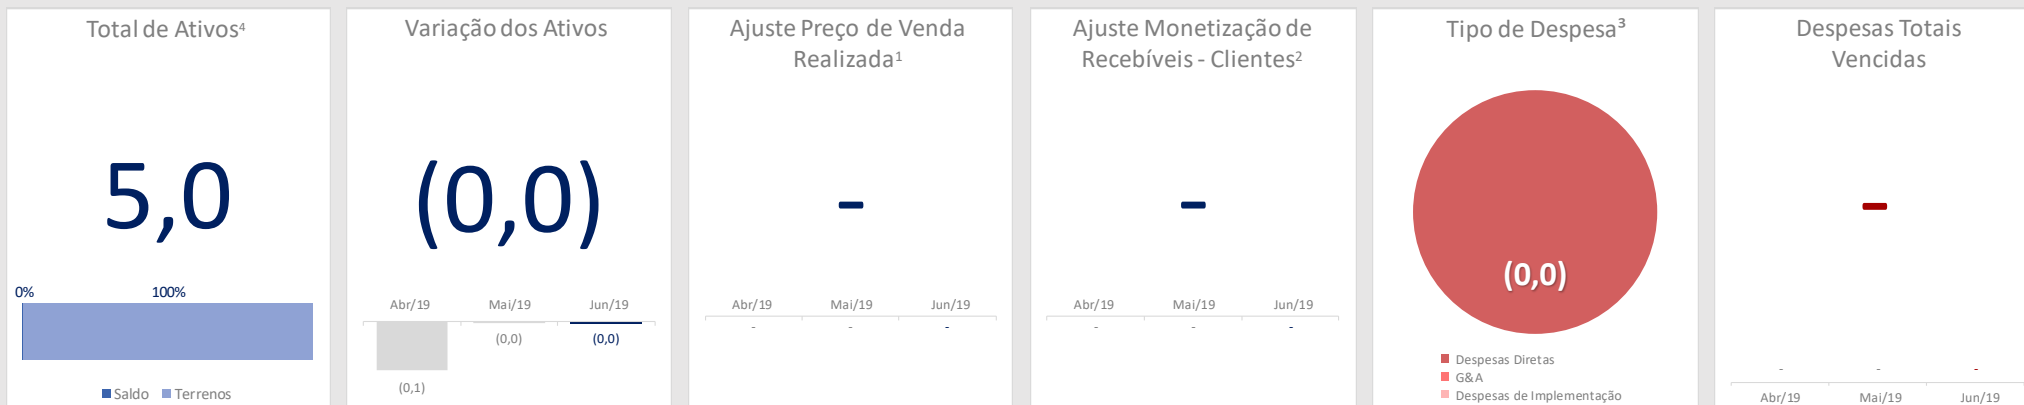 Total de Ativos⁴
5,0
0%
100%
Saldo
Terrenos
Variação dos Ativos
(0,0)
Abr/19
Mai/19
Jun/19
(0,1)
(0,0)
(0,0)
Ajuste Preço de Venda
Realizada¹
-
Abr/19
Mai/19
Jun/19
-
-
-
Ajuste Monetização de
Recebíveis - Clientes²
-
Abr/19
Mai/19
Jun/19
-
-
-
Tipo de Despesa³
(0,0)
Despesas Diretas
G&A
Despesas de Implementação
Despesas Totais
Vencidas
-
-
-
-
Abr/19
Mai/19
Jun/19